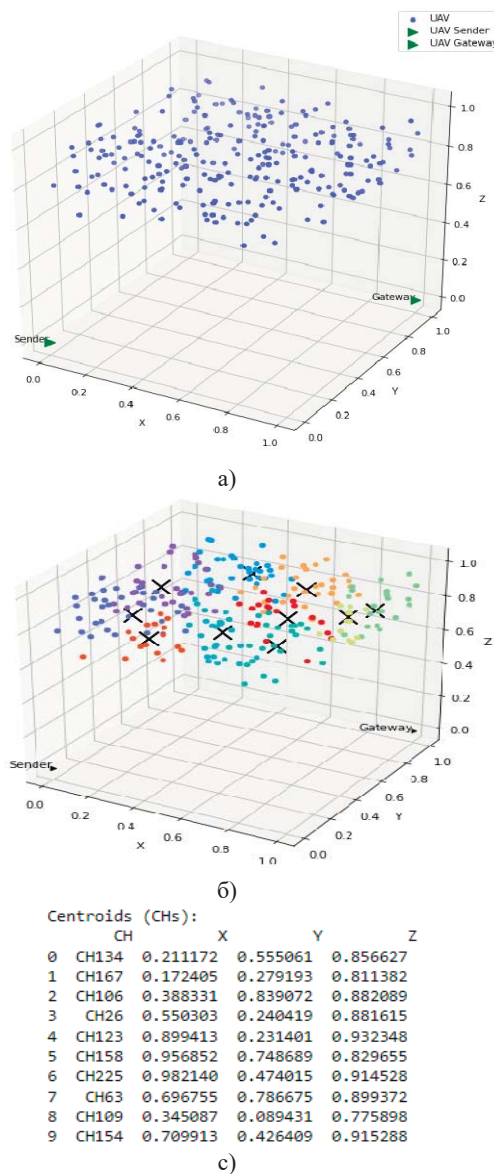 UAV
UAV Sender
UAV Gateway
1.0
0.8
0.6
0.4
0.2
0.0
Z
Gateway
Sender
1.0
0.8
0.6
0.4
0.2
0.0
Y
0.0
0.2
0.4
0.6
0.8
1.0
X
а)
1.0
0.8
0.6
0.4
0.2
0.0
Z
Gateway
Sender
1.0
0.8
0.6
0.4
0.2
0.0
Y
0.0
0.2
0.4
0.6
0.8
1.0
X
б)
Centroids (CHs):
CH X Y Z
0 CH134 0.211172 0.555061 0.856627
1 CH167 0.172405 0.279193 0.811382
2 CH106 0.388331 0.839072 0.882089
3 CH26 0.550303 0.240419 0.881615
4 CH123 0.899413 0.231401 0.932348
5 CH158 0.956852 0.748689 0.829655
6 CH225 0.982140 0.474015 0.914528
7 CH63 0.696755 0.786675 0.899372
8 CH109 0.345087 0.089431 0.775898
9 CH154 0.709913 0.426409 0.915288
с)